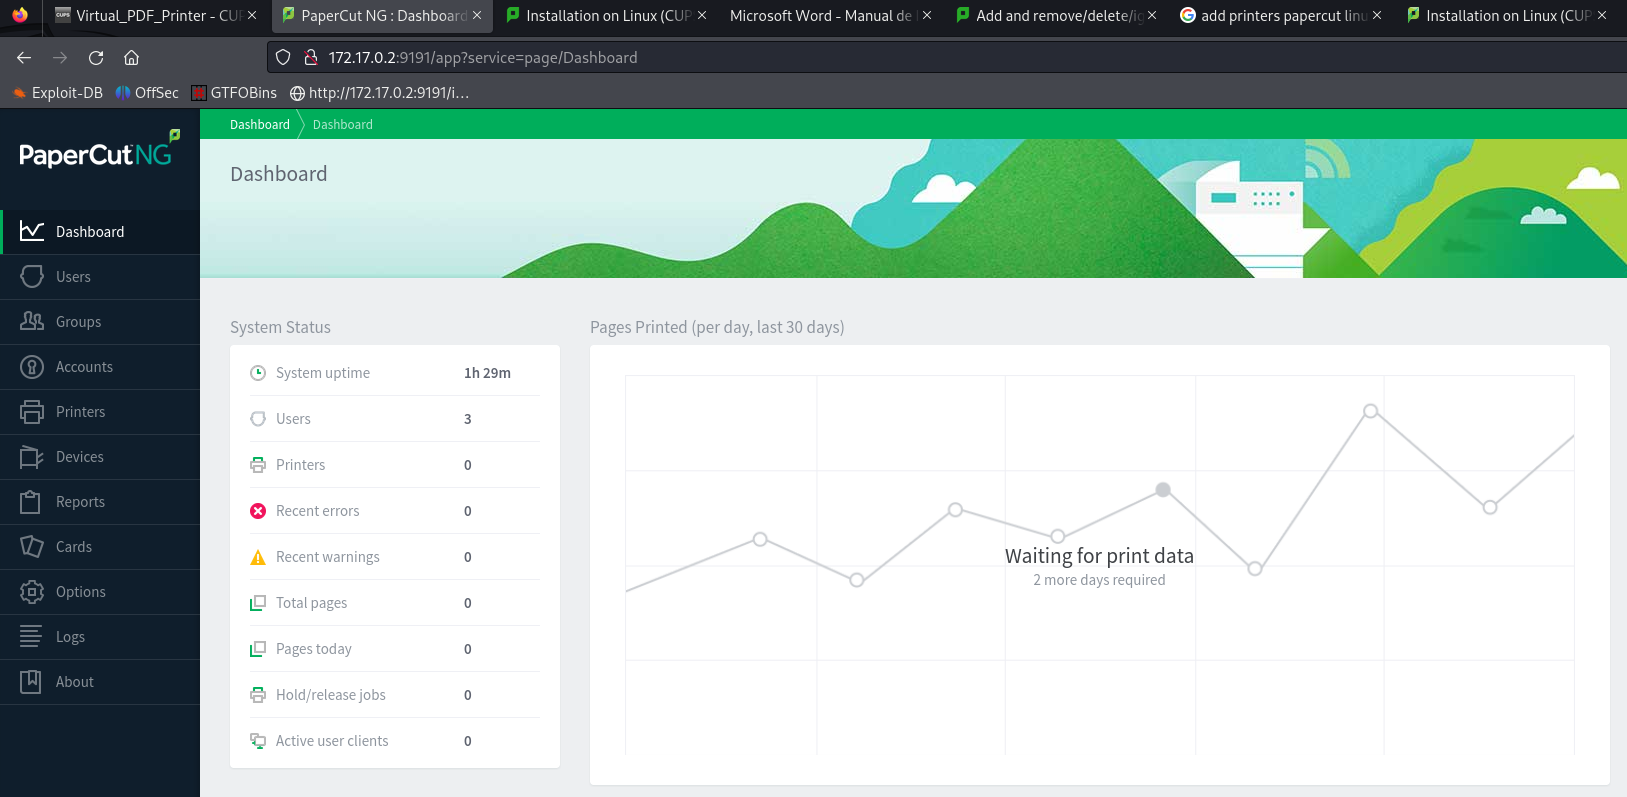 Virtual_PDF_Printer - CUP
PaperCut NG : Dashboard
Installation on Linux (CUP
Microsoft Word - Manual de
Add and remove/delete/ig
add printers papercut linu
Installation on Linux (CUP
172.17.0.2:9191/app?service=page/Dashboard
Exploit-DB
OffSec
GTFOBins
http://172.17.0.2:9191/i…
PaperCut NG
Dashboard
Users
Groups
Accounts
Printers
Devices
Reports
Cards
Options
Logs
About
Dashboard Dashboard
Dashboard
System Status
System uptime 1h 29m
Users 3
Printers 0
Recent errors 0
Recent warnings 0
Total pages 0
Pages today 0
Hold/release jobs 0
Active user clients 0
Pages Printed (per day, last 30 days)
Waiting for print data
2 more days required